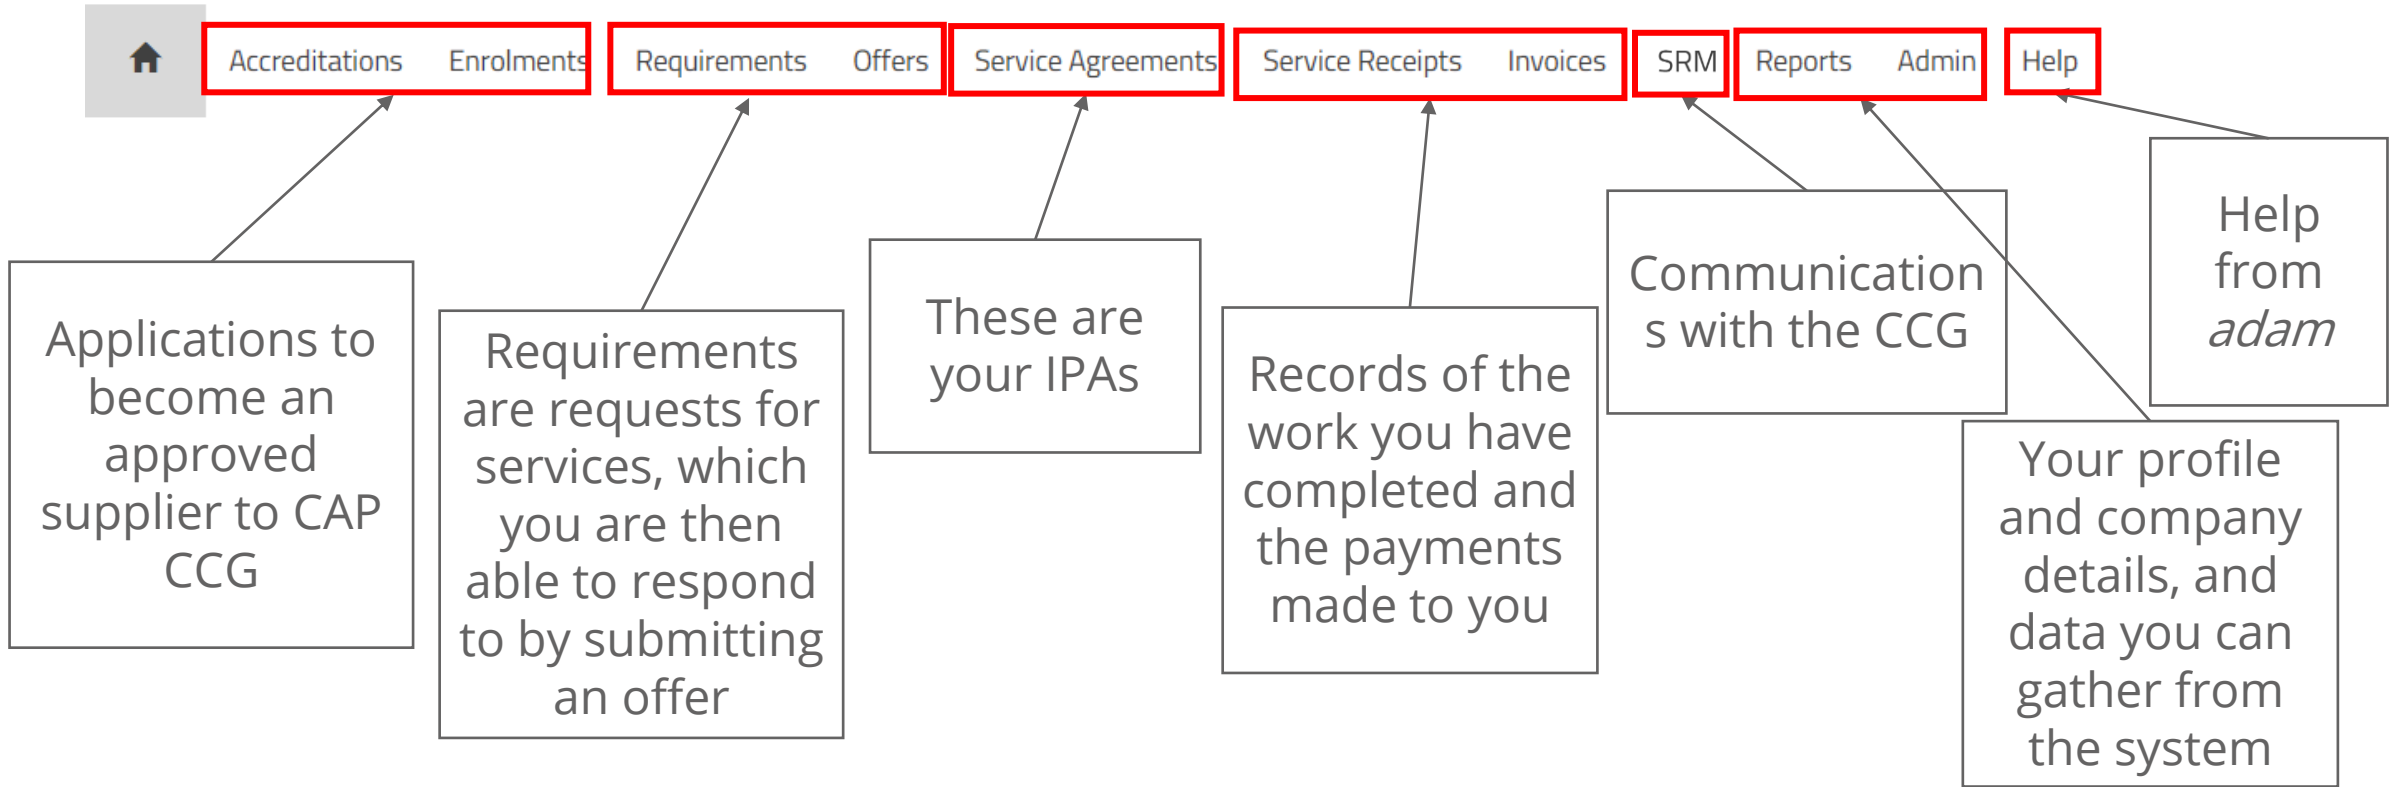 Accreditations Enrolments Requirements Offers Service Agreements Service Receipts Invoices SRM Reports Admin Help
Applications to
become an
approved
supplier to CAP
CCG
Requirements
are requests for
services, which
you are then
able to respond
to by submitting
an offer
These are
your IPAs
Records of the
work you have
completed and
the payments
made to you
Communication
s with the CCG
Your profile
and company
details, and
data you can
gather from
the system
Help
from
adam